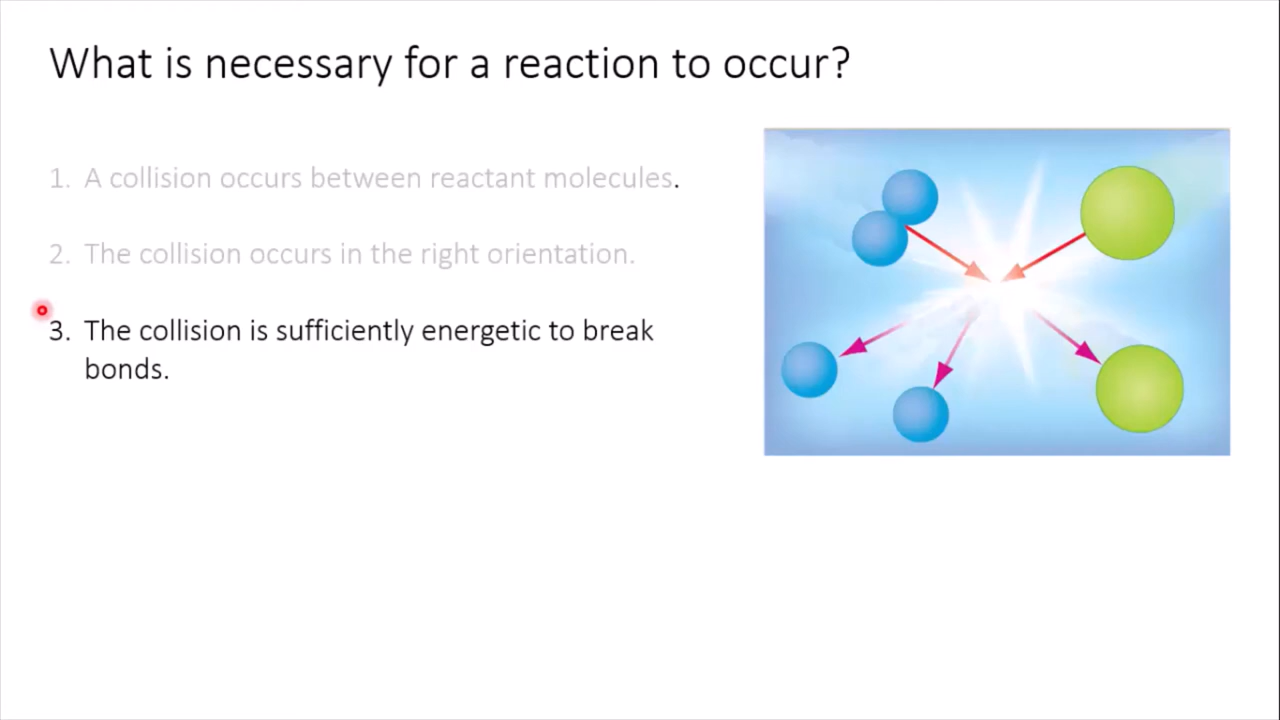 What is necessary for a reaction to occur?
1. A collision occurs between reactant molecules.
2. The collision occurs in the right orientation.
3. The collision is sufficiently energetic to break
bonds.